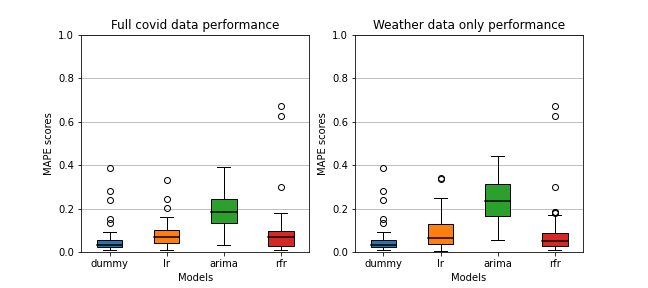 Full covid data performance
1.0
0.8
0.6
0.4
0.2
0.0
MAPE scores
dummy lr arima rfr
Models
Weather data only performance
1.0
0.8
0.6
0.4
0.2
0.0
MAPE scores
dummy lr arima rfr
Models